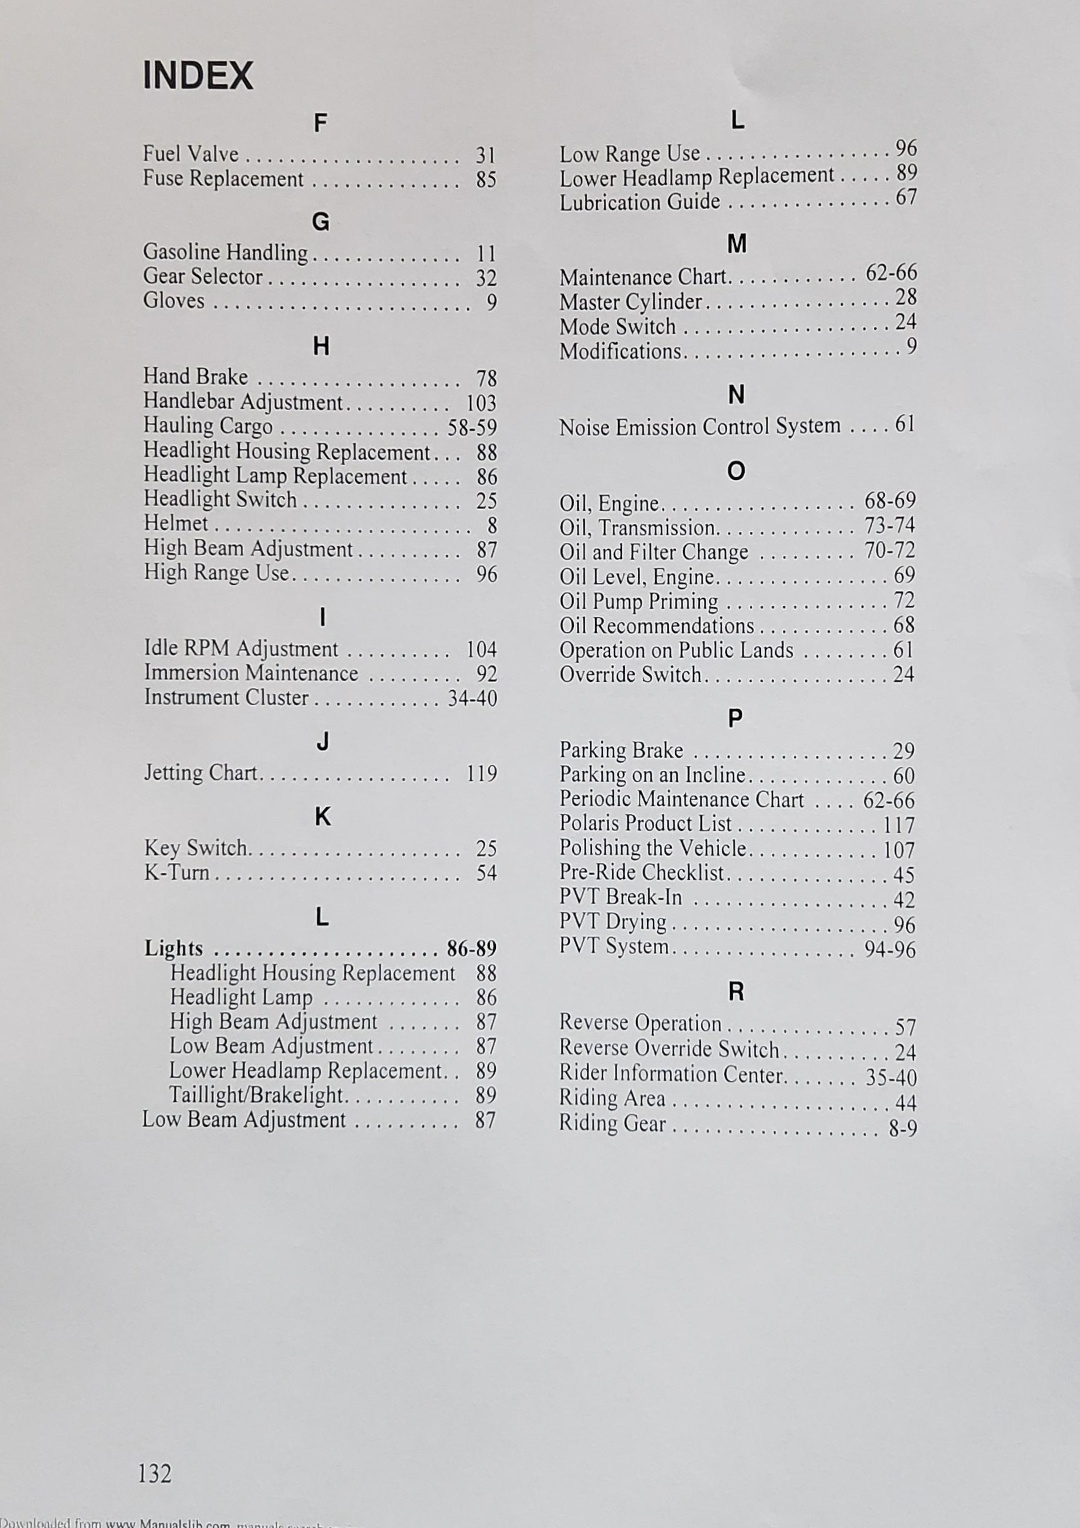 INDEX
F
Fuel Valve . . . . . . . . . . . . . . . . . . . . 31
Fuse Replacement . . . . . . . . . . . . . . 85
G
Gasoline Handling . . . . . . . . . . . . . . 11
Gear Selector . . . . . . . . . . . . . . . . . . 32
Gloves . . . . . . . . . . . . . . . . . . . . . . . . 9
H
Hand Brake . . . . . . . . . . . . . . . . . . . 78
Handlebar Adjustment . . . . . . . . . . 103
Hauling Cargo . . . . . . . . . . . . . . . 58-59
Headlight Housing Replacement . . . 88
Headlight Lamp Replacement . . . . . 86
Headlight Switch . . . . . . . . . . . . . . . 25
Helmet . . . . . . . . . . . . . . . . . . . . . . . . 8
High Beam Adjustment . . . . . . . . . . 87
High Range Use . . . . . . . . . . . . . . . . 96
I
Idle RPM Adjustment . . . . . . . . . . 104
Immersion Maintenance . . . . . . . . . 92
Instrument Cluster . . . . . . . . . . . . 34-40
J
Jetting Chart . . . . . . . . . . . . . . . . . . 119
K
Key Switch . . . . . . . . . . . . . . . . . . . . 25
K-Turn . . . . . . . . . . . . . . . . . . . . . . . 54
L
Lights . . . . . . . . . . . . . . . . . . . . . 86-89
Headlight Housing Replacement 88
Headlight Lamp . . . . . . . . . . . . . 86
High Beam Adjustment . . . . . . . 87
Low Beam Adjustment . . . . . . . . 87
Lower Headlamp Replacement . . 89
Taillight/Brakelight . . . . . . . . . . . 89
Low Beam Adjustment . . . . . . . . . . 87
L
Low Range Use . . . . . . . . . . . . . . . . . 96
Lower Headlamp Replacement . . . . . 89
Lubrication Guide . . . . . . . . . . . . . . . 67
M
Maintenance Chart . . . . . . . . . . . . 62-66
Master Cylinder . . . . . . . . . . . . . . . . . 28
Mode Switch . . . . . . . . . . . . . . . . . . . 24
Modifications . . . . . . . . . . . . . . . . . . . . 9
N
Noise Emission Control System . . . . 61
O
Oil, Engine . . . . . . . . . . . . . . . . . . 68-69
Oil, Transmission . . . . . . . . . . . . . 73-74
Oil and Filter Change . . . . . . . . . 70-72
Oil Level, Engine . . . . . . . . . . . . . . . . 69
Oil Pump Priming . . . . . . . . . . . . . . . 72
Oil Recommendations . . . . . . . . . . . . 68
Operation on Public Lands . . . . . . . . 61
Override Switch . . . . . . . . . . . . . . . . . 24
P
Parking Brake . . . . . . . . . . . . . . . . . . 29
Parking on an Incline . . . . . . . . . . . . . 60
Periodic Maintenance Chart . . . . 62-66
Polaris Product List . . . . . . . . . . . . . 117
Polishing the Vehicle . . . . . . . . . . . . 107
Pre-Ride Checklist . . . . . . . . . . . . . . . 45
PVT Break-In . . . . . . . . . . . . . . . . . . 42
PVT Drying . . . . . . . . . . . . . . . . . . . . 96
PVT System . . . . . . . . . . . . . . . . . 94-96
R
Reverse Operation . . . . . . . . . . . . . . . 57
Reverse Override Switch . . . . . . . . . . 24
Rider Information Center . . . . . . . 35-40
Riding Area . . . . . . . . . . . . . . . . . . . . 44
Riding Gear . . . . . . . . . . . . . . . . . . . 8-9
132
Downloaded from www.Manualslib.com manuals search